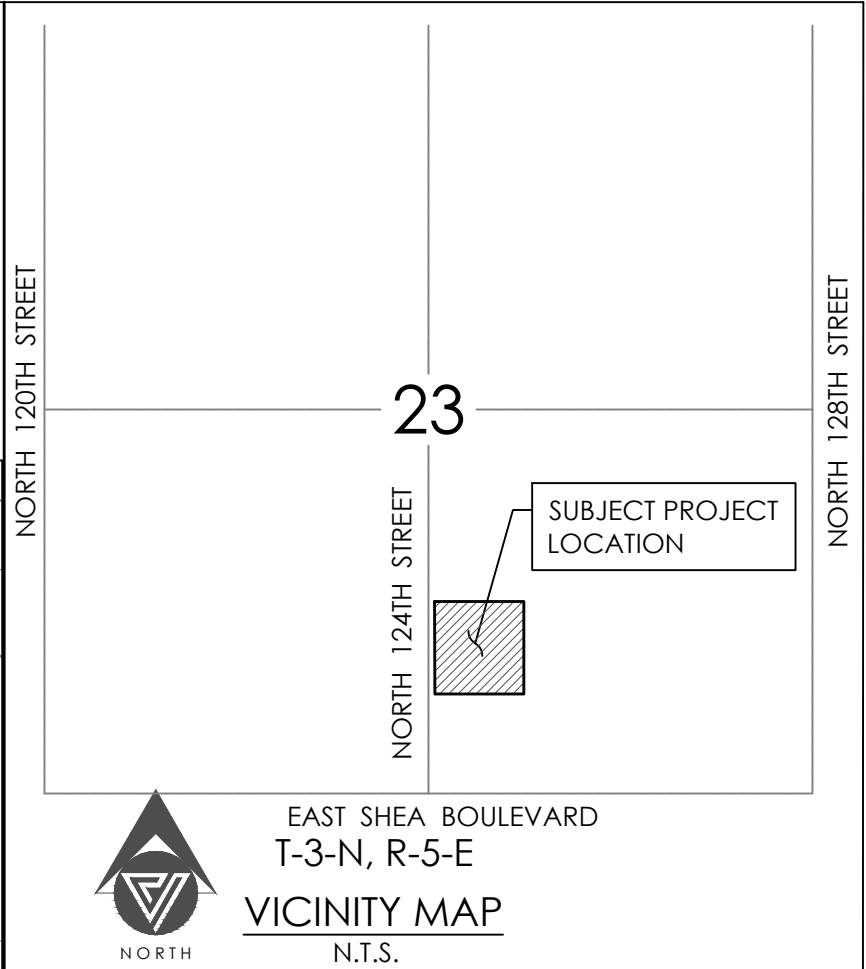 NORTH 120TH STREET
23
NORTH 128TH STREET
SUBJECT PROJECT
LOCATION
NORTH 124TH STREET
EAST SHEA BOULEVARD
T-3-N, R-5-E
VICINITY MAP
N.T.S.
NORTH